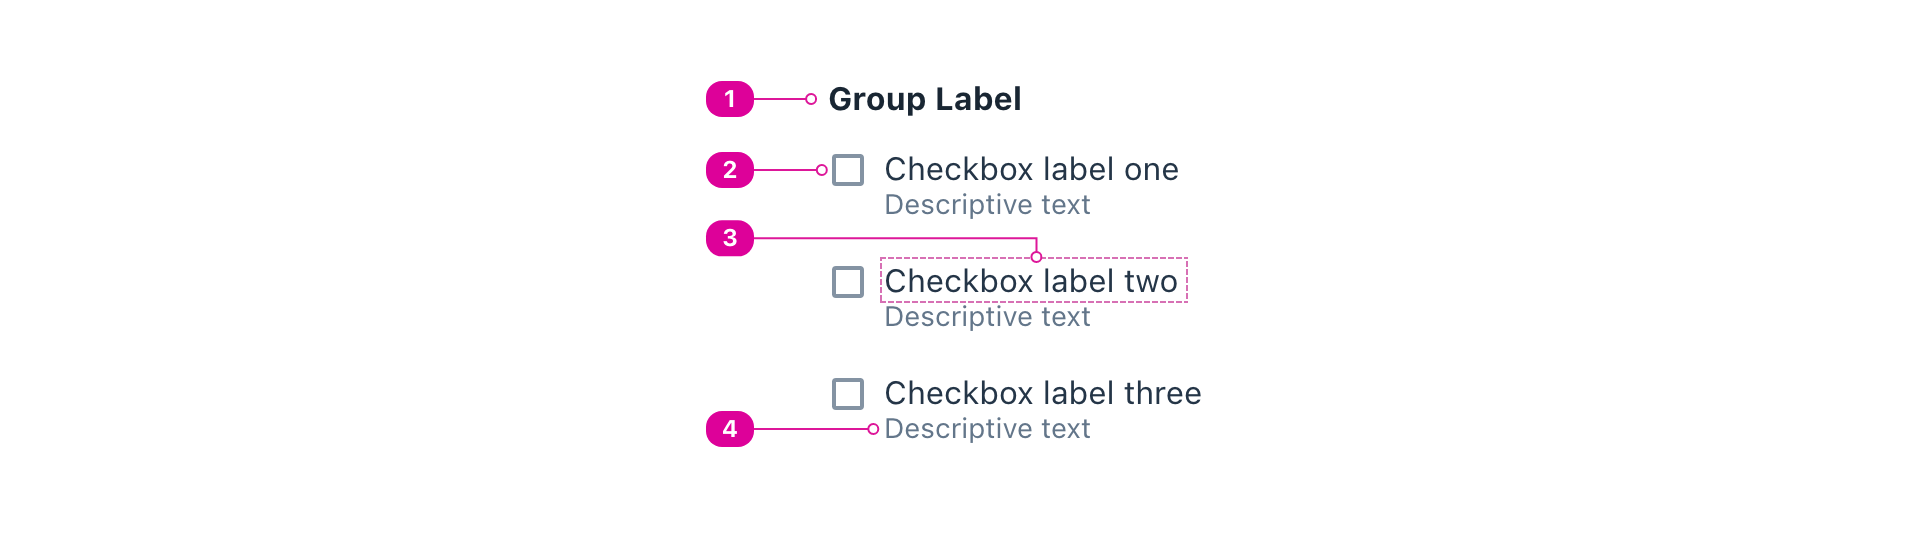 1 Group Label
2 Checkbox label one
Descriptive text
3
Checkbox label two
Descriptive text
Checkbox label three
4 Descriptive text